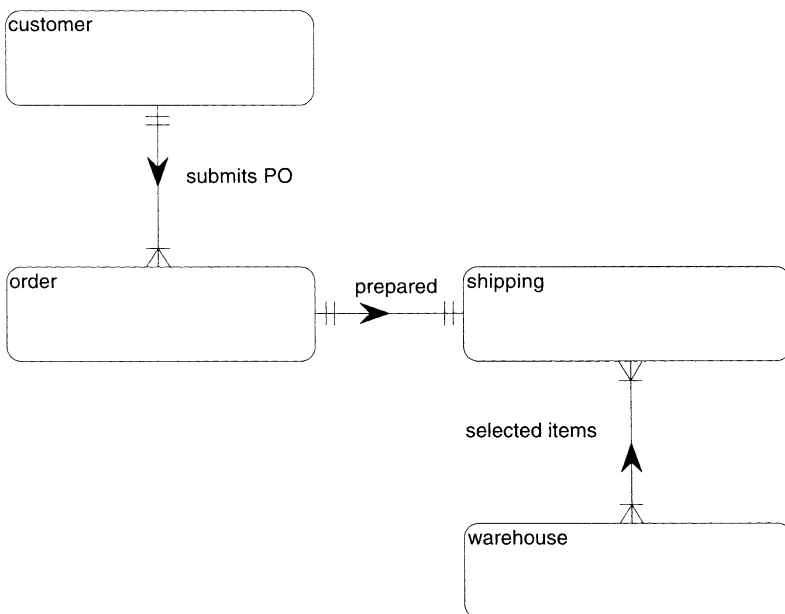 customer
submits PO
order
prepared
shipping
selected items
warehouse